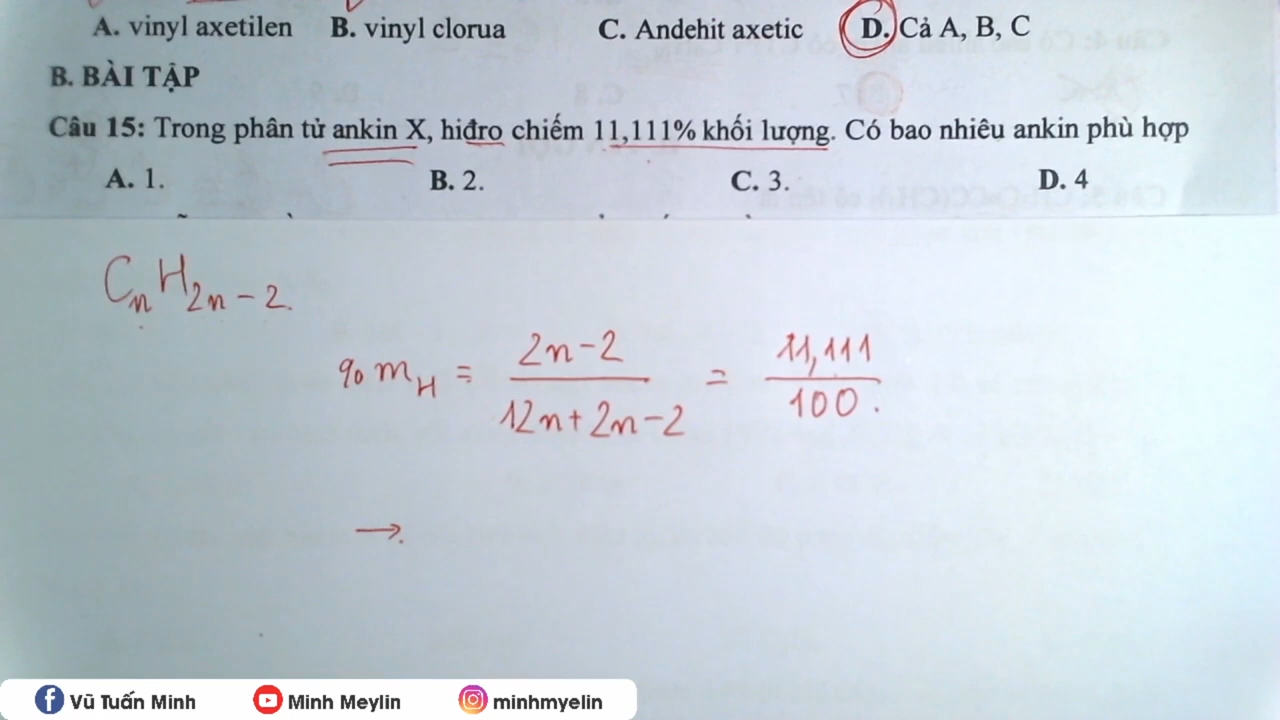 A. vinyl axetilen B. vinyl clorua C. Andehit axetic D. Cả A, B, C
B. BÀI TẬP
Câu 15: Trong phân tử ankin X, hiđro chiếm 11,111% khối lượng. Có bao nhiêu ankin phù hợp
A. 1. B. 2. C. 3. D. 4
CnH2n-2.
% mH = (2n-2)/(12n+2n-2) = 11,111/100.
→.
Vũ Tuấn Minh Minh Meylin minhmyelin